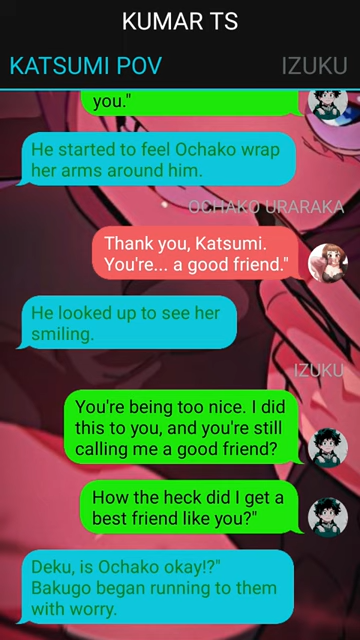 KUMAR TS
KATSUMI POV IZUKU
you."
He started to feel Ochako wrap
her arms around him.
OCHAKO URARAKA
Thank you, Katsumi.
You're... a good friend."
He looked up to see her
smiling.
IZUKU
You're being too nice. I did
this to you, and you're still
calling me a good friend?
How the heck did I get a
best friend like you?"
Deku, is Ochako okay!?"
Bakugo began running to them
with worry.